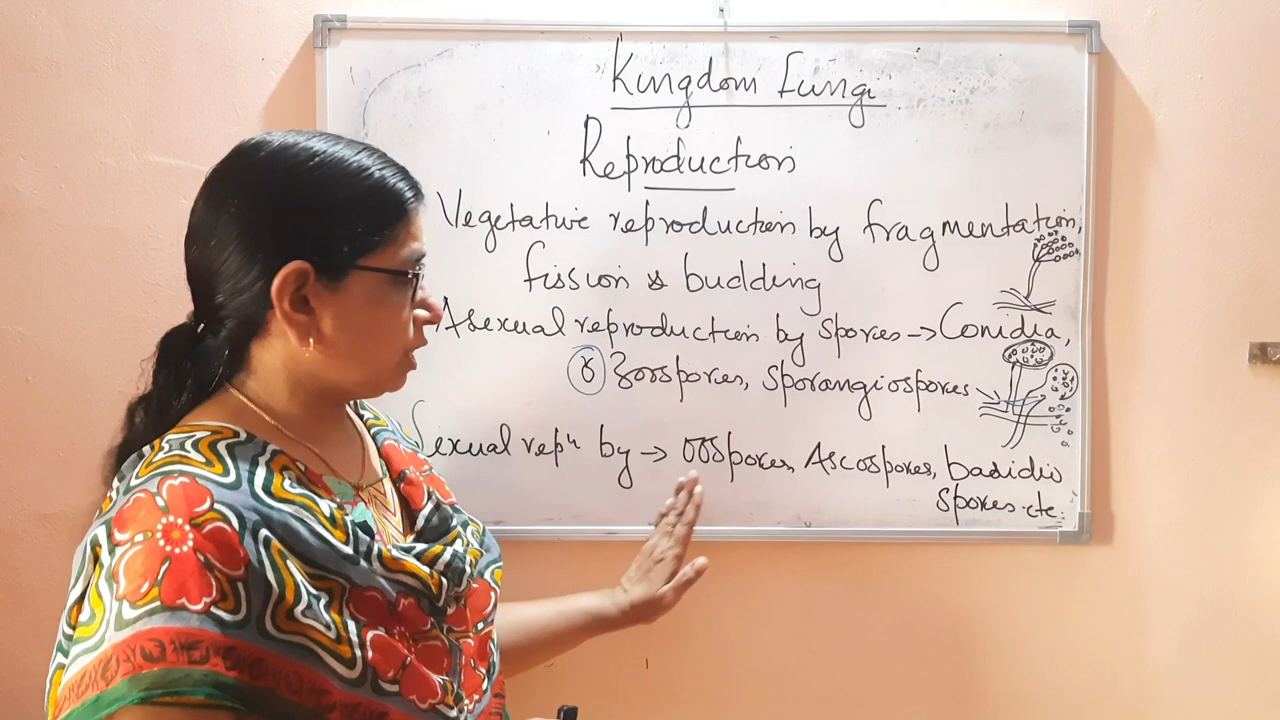 Kingdom Fungi
Reproduction
Vegetative reproduction by fragmentation,
fission & budding
Asexual reproduction by spores → Conidia,
Zoospores, Sporangiospores
Sexual repn by → oospores, Ascospores, basidio
spores etc.